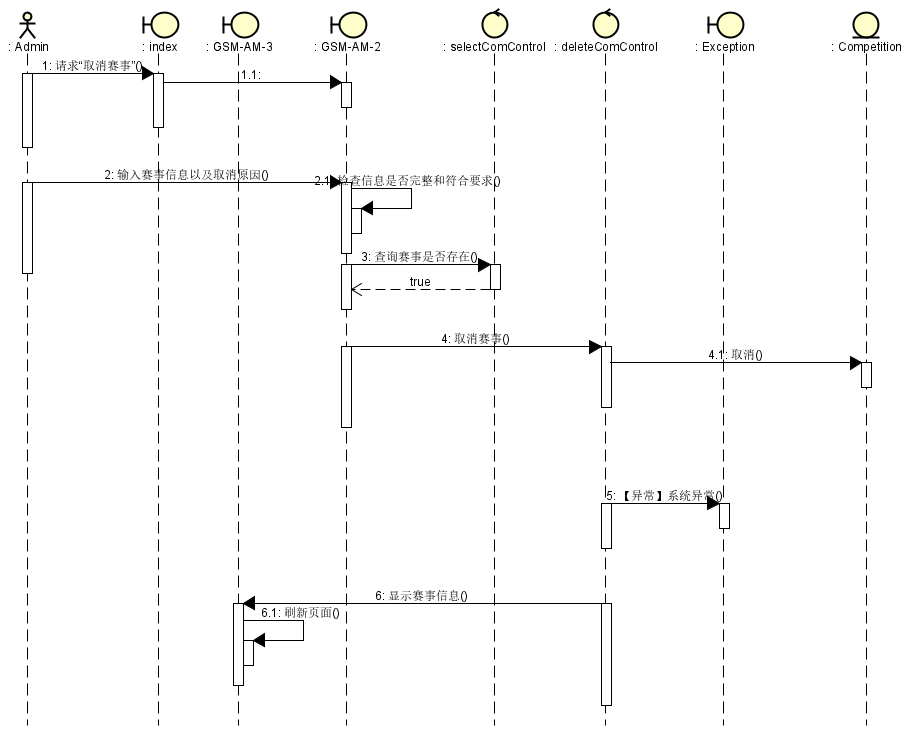 : Admin
: index
: GSM-AM-3
: GSM-AM-2
: selectComControl
: deleteComControl
: Exception
: Competition
1: 请求“取消赛事”()
1.1:
2: 输入赛事信息以及取消原因()
2.1: 检查信息是否完整和符合要求()
3: 查询赛事是否存在()
true
4: 取消赛事()
4.1: 取消()
5: 【异常】系统异常()
6: 显示赛事信息()
6.1: 刷新页面()